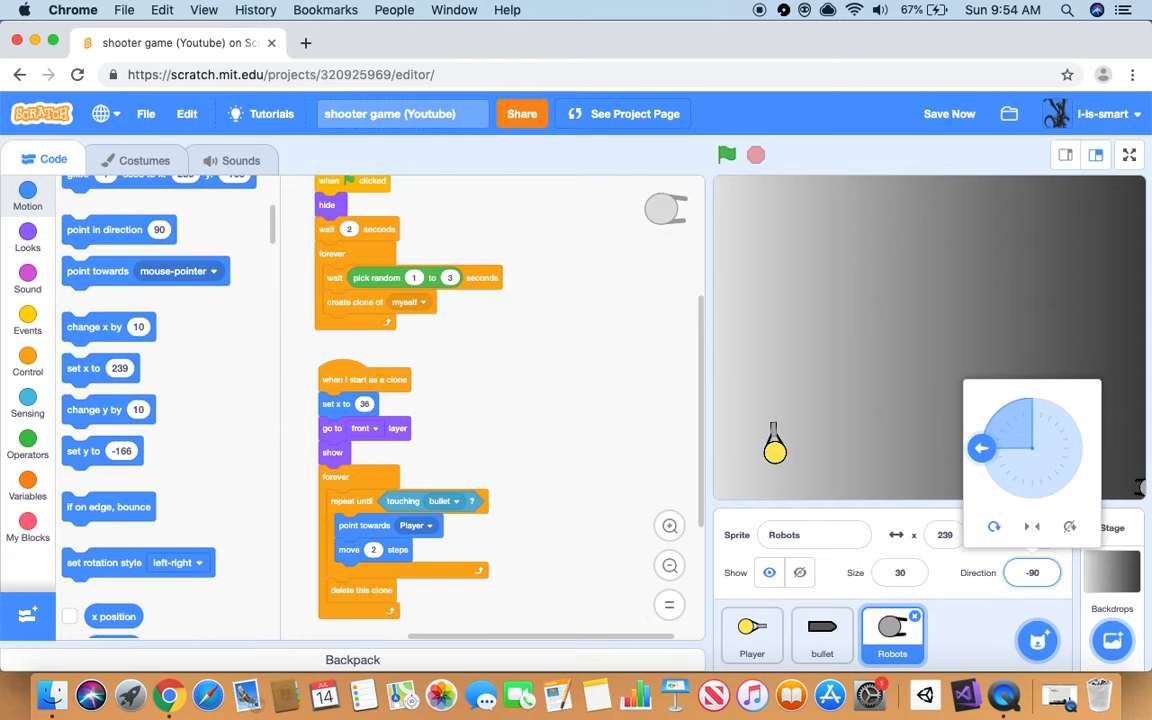 Chrome File Edit View History Bookmarks People Window Help 67% Sun 9:54 AM
shooter game (Youtube) on Sc
https://scratch.mit.edu/projects/320925969/editor/
SCRATCH File Edit Tutorials shooter game (Youtube) Share See Project Page Save Now I-is-smart
Code Costumes Sounds
Motion
Looks
Sound
Events
Control
Sensing
Operators
Variables
My Blocks
point in direction 90
point towards mouse-pointer
change x by 10
set x to 239
change y by 10
set y to -166
if on edge, bounce
set rotation style left-right
x position
when clicked
hide
wait 2 seconds
forever
wait pick random 1 to 3 seconds
create clone of myself
when I start as a clone
set x to 36
go to front layer
show
forever
repeat until touching bullet ?
point towards Player
move 2 steps
delete this clone
Backpack
Sprite Robots x 239
Show Size 30 Direction -90
Player bullet Robots
Stage
Backdrops
JUL
14
1